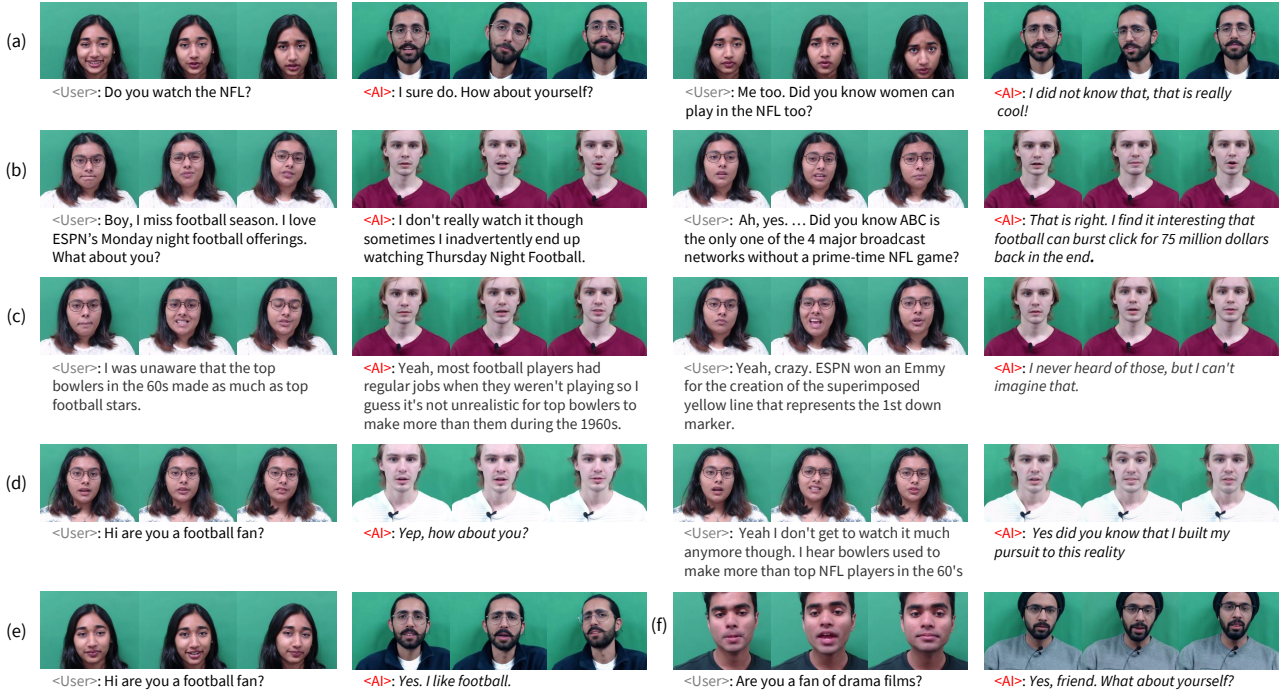 (a)
<User>: Do you watch the NFL?
<AI>: I sure do. How about yourself?
<User>: Me too. Did you know women can
play in the NFL too?
<AI>: I did not know that, that is really
cool!
(b)
<User>: Boy, I miss football season. I love
ESPN's Monday night football offerings.
What about you?
<AI>: I don't really watch it though
sometimes I inadvertently end up
watching Thursday Night Football.
<User>: Ah, yes. ... Did you know ABC is
the only one of the 4 major broadcast
networks without a prime-time NFL game?
<AI>: That is right. I find it interesting that
football can burst click for 75 million dollars
back in the end.
(c)
<User>: I was unaware that the top
bowlers in the 60s made as much as top
football stars.
<AI>: Yeah, most football players had
regular jobs when they weren't playing so I
guess it's not unrealistic for top bowlers to
make more than them during the 1960s.
<User>: Yeah, crazy. ESPN won an Emmy
for the creation of the superimposed
yellow line that represents the 1st down
marker.
<AI>: I never heard of those, but I can't
imagine that.
(d)
<User>: Hi are you a football fan?
<AI>: Yep, how about you?
<User>: Yeah I don't get to watch it much
anymore though. I hear bowlers used to
make more than top NFL players in the 60's
<AI>: Yes did you know that I built my
pursuit to this reality
(e)
<User>: Hi are you a football fan?
<AI>: Yes. I like football.
(f)
<User>: Are you a fan of drama films?
<AI>: Yes, friend. What about yourself?